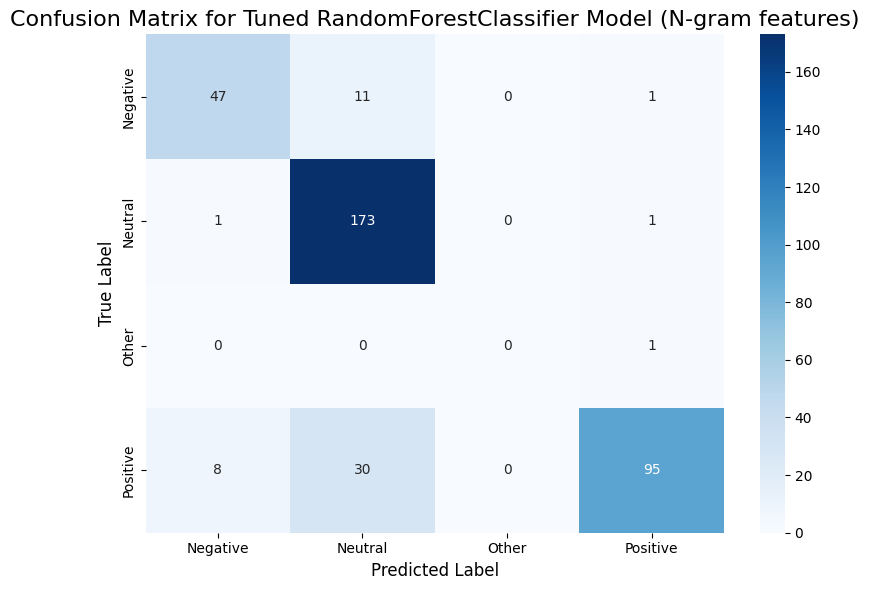 Confusion Matrix for Tuned RandomForestClassifier Model (N-gram features)
True Label
Negative
47 11 0 1
Neutral
1 173 0 1
Other
0 0 0 1
Positive
8 30 0 95
Negative Neutral Other Positive
Predicted Label
160
140
120
100
80
60
40
20
0